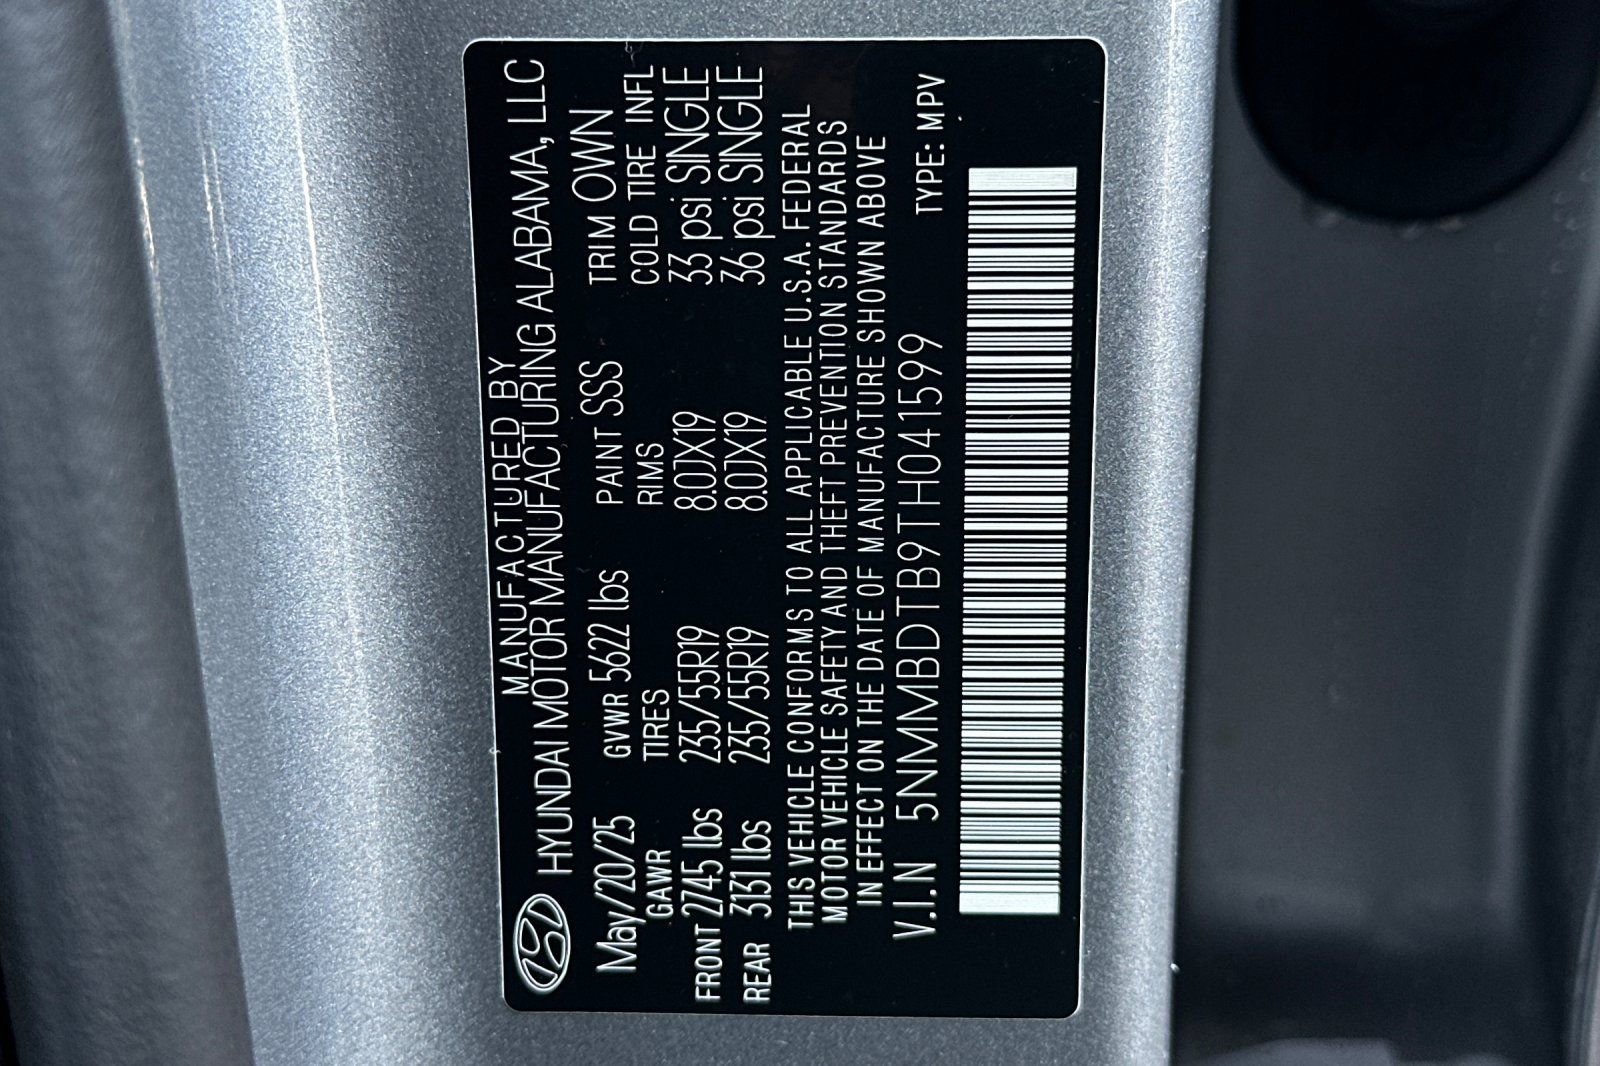 MANUFACTURED BY
HYUNDAI MOTOR MANUFACTURING ALABAMA, LLC
May/20/25 GVWR 5622 lbs PAINT SSS TRIM OWN
GAWR TIRES RIMS COLD TIRE INFL
FRONT 2745 lbs 235/55R19 8.0JX19 33 psi SINGLE
REAR 3131 lbs 235/55R19 8.0JX19 36 psi SINGLE
THIS VEHICLE CONFORMS TO ALL APPLICABLE U.S.A. FEDERAL
MOTOR VEHICLE SAFETY AND THEFT PREVENTION STANDARDS
IN EFFECT ON THE DATE OF MANUFACTURE SHOWN ABOVE
V.I.N 5NMMBDTB9TH041599 TYPE: MPV